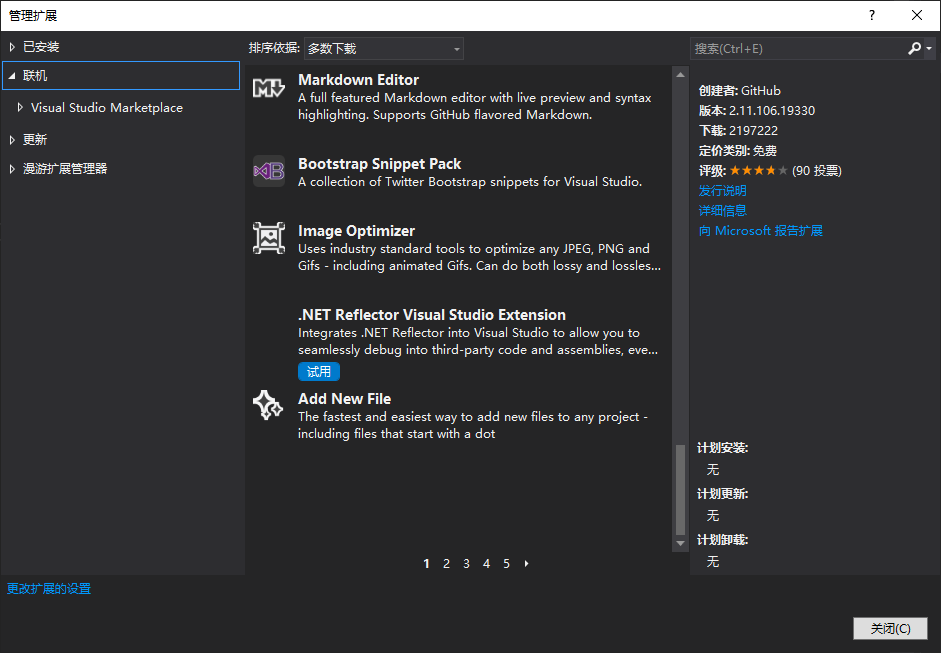 管理扩展
?
已安装
联机
Visual Studio Marketplace
更新
漫游扩展管理器
排序依据: 多数下载
Markdown Editor
A full featured Markdown editor with live preview and syntax
highlighting. Supports GitHub flavored Markdown.
Bootstrap Snippet Pack
A collection of Twitter Bootstrap snippets for Visual Studio.
Image Optimizer
Uses industry standard tools to optimize any JPEG, PNG and
Gifs - including animated Gifs. Can do both lossy and lossles...
.NET Reflector Visual Studio Extension
Integrates .NET Reflector into Visual Studio to allow you to
seamlessly debug into third-party code and assemblies, eve...
试用
Add New File
The fastest and easiest way to add new files to any project -
including files that start with a dot
1 2 3 4 5
搜索(Ctrl+E)
创建者: GitHub
版本: 2.11.106.19330
下载: 2197222
定价类别: 免费
评级: (90 投票)
发行说明
详细信息
向 Microsoft 报告扩展
计划安装:
无
计划更新:
无
计划卸载:
无
更改扩展的设置
关闭(C)